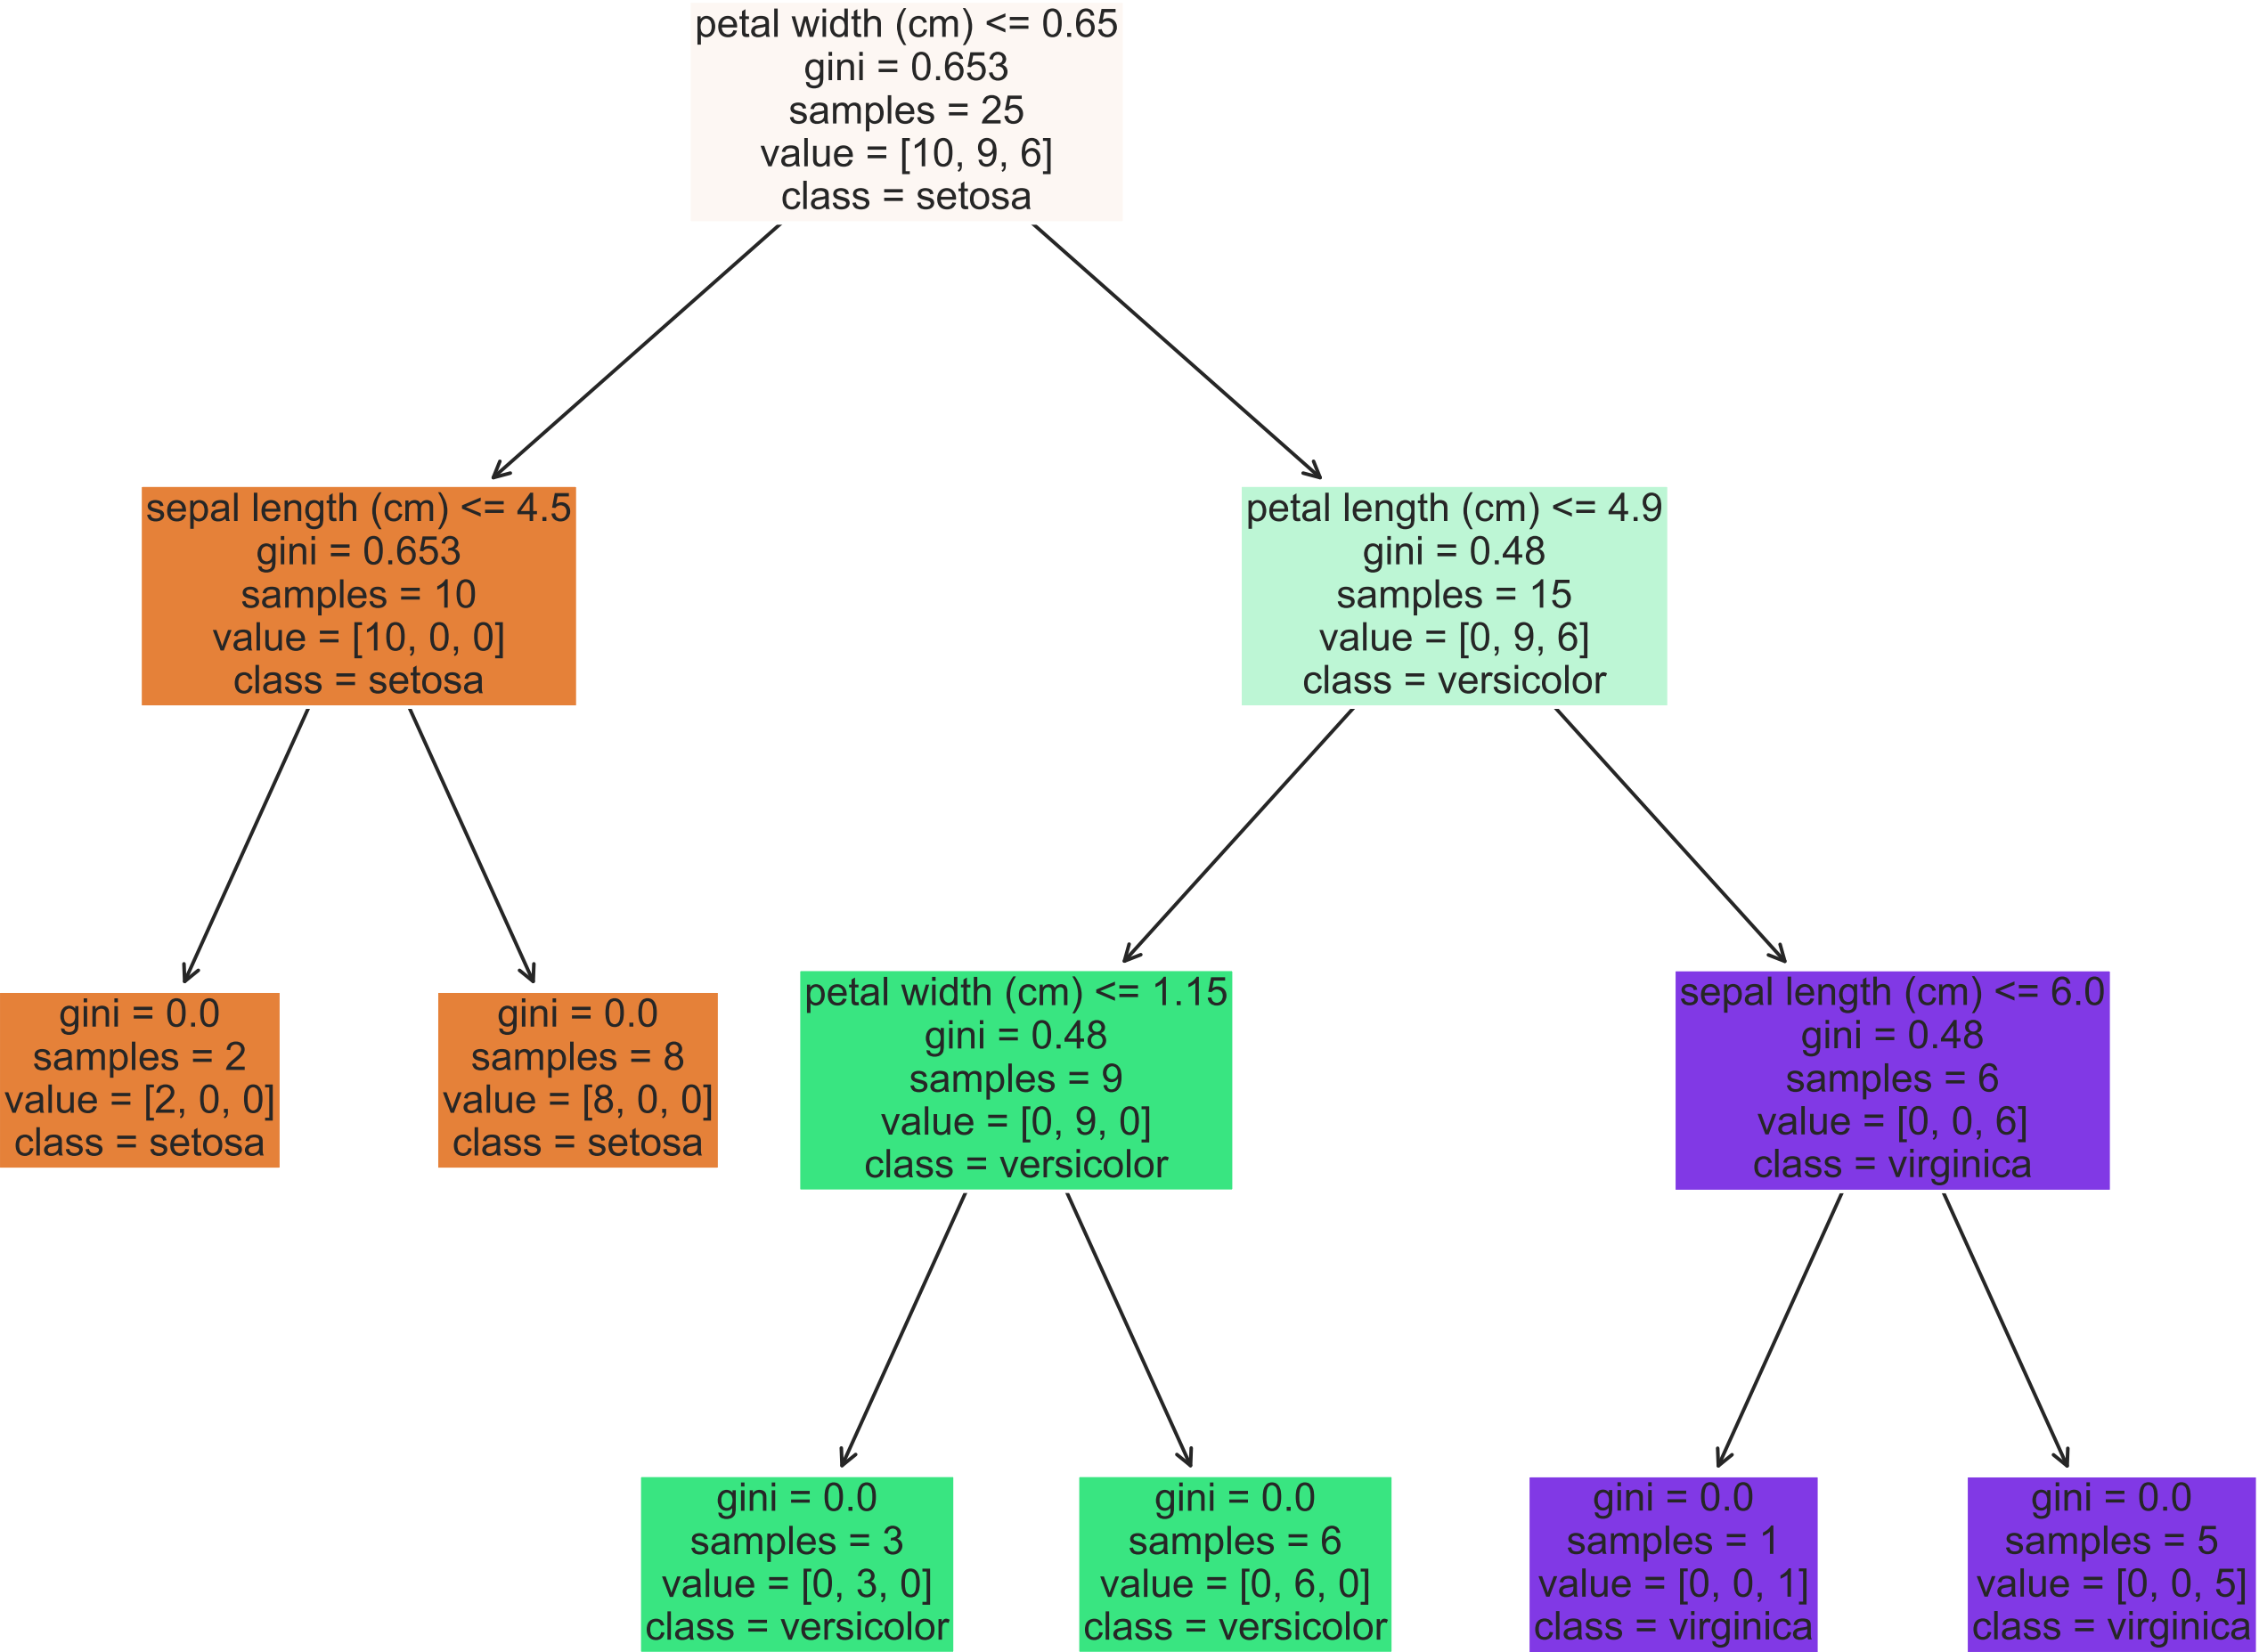 petal width (cm) <= 0.65
gini = 0.653
samples = 25
value = [10, 9, 6]
class = setosa
sepal length (cm) <= 4.5
gini = 0.653
samples = 10
value = [10, 0, 0]
class = setosa
petal length (cm) <= 4.9
gini = 0.48
samples = 15
value = [0, 9, 6]
class = versicolor
gini = 0.0
samples = 2
value = [2, 0, 0]
class = setosa
gini = 0.0
samples = 8
value = [8, 0, 0]
class = setosa
petal width (cm) <= 1.15
gini = 0.48
samples = 9
value = [0, 9, 0]
class = versicolor
sepal length (cm) <= 6.0
gini = 0.48
samples = 6
value = [0, 0, 6]
class = virginica
gini = 0.0
samples = 3
value = [0, 3, 0]
class = versicolor
gini = 0.0
samples = 6
value = [0, 6, 0]
class = versicolor
gini = 0.0
samples = 1
value = [0, 0, 1]
class = virginica
gini = 0.0
samples = 5
value = [0, 0, 5]
class = virginica